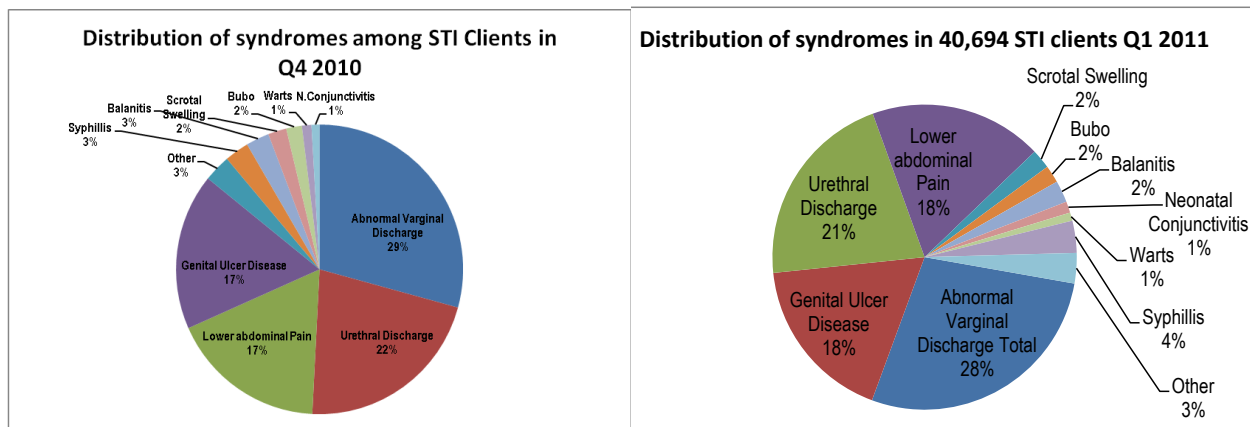 Distribution of syndromes among STI Clients in
Q4 2010
Scrotal
Swelling
2%
Bubo
2%
Warts
1%
N.Conjunctivitis
1%
Balanitis
3%
Syphillis
3%
Other
3%
Abnormal Varginal
Discharge
29%
Genital Ulcer Disease
17%
Lower abdominal Pain
17%
Urethral Discharge
22%
Distribution of syndromes in 40,694 STI clients Q1 2011
Scrotal Swelling
2%
Bubo
2%
Balanitis
2%
Neonatal
Conjunctivitis
1%
Warts
1%
Syphillis
4%
Other
3%
Lower
abdominal
Pain
18%
Urethral
Discharge
21%
Genital Ulcer
Disease
18%
Abnormal
Varginal
Discharge Total
28%